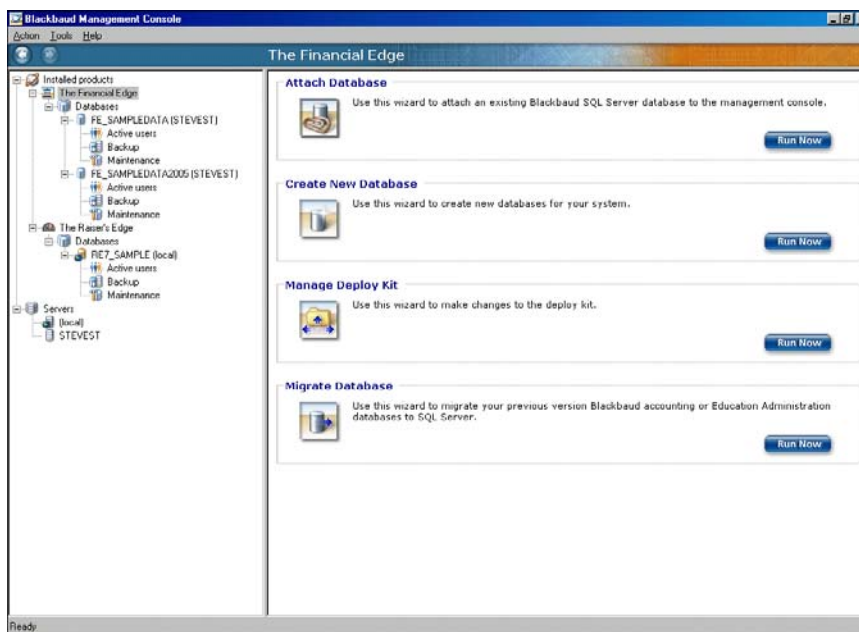 Blackbaud Management Console
Action Tools Help
The Financial Edge
Installed products
The Financial Edge
Databases
FE_SAMPLEDATA (STEVEST)
Active users
Backup
Maintenance
FE_SAMPLEDATA2005 (STEVEST)
Active users
Backup
Maintenance
The Raiser's Edge
Databases
RE7_SAMPLE (local)
Active users
Backup
Maintenance
Servers
(local)
STEVEST
Attach Database
Use this wizard to attach an existing Blackbaud SQL Server database to the management console.
Run Now
Create New Database
Use this wizard to create new databases for your system.
Run Now
Manage Deploy Kit
Use this wizard to make changes to the deploy kit.
Run Now
Migrate Database
Use this wizard to migrate your previous version Blackbaud accounting or Education Administration
databases to SQL Server.
Run Now
Ready